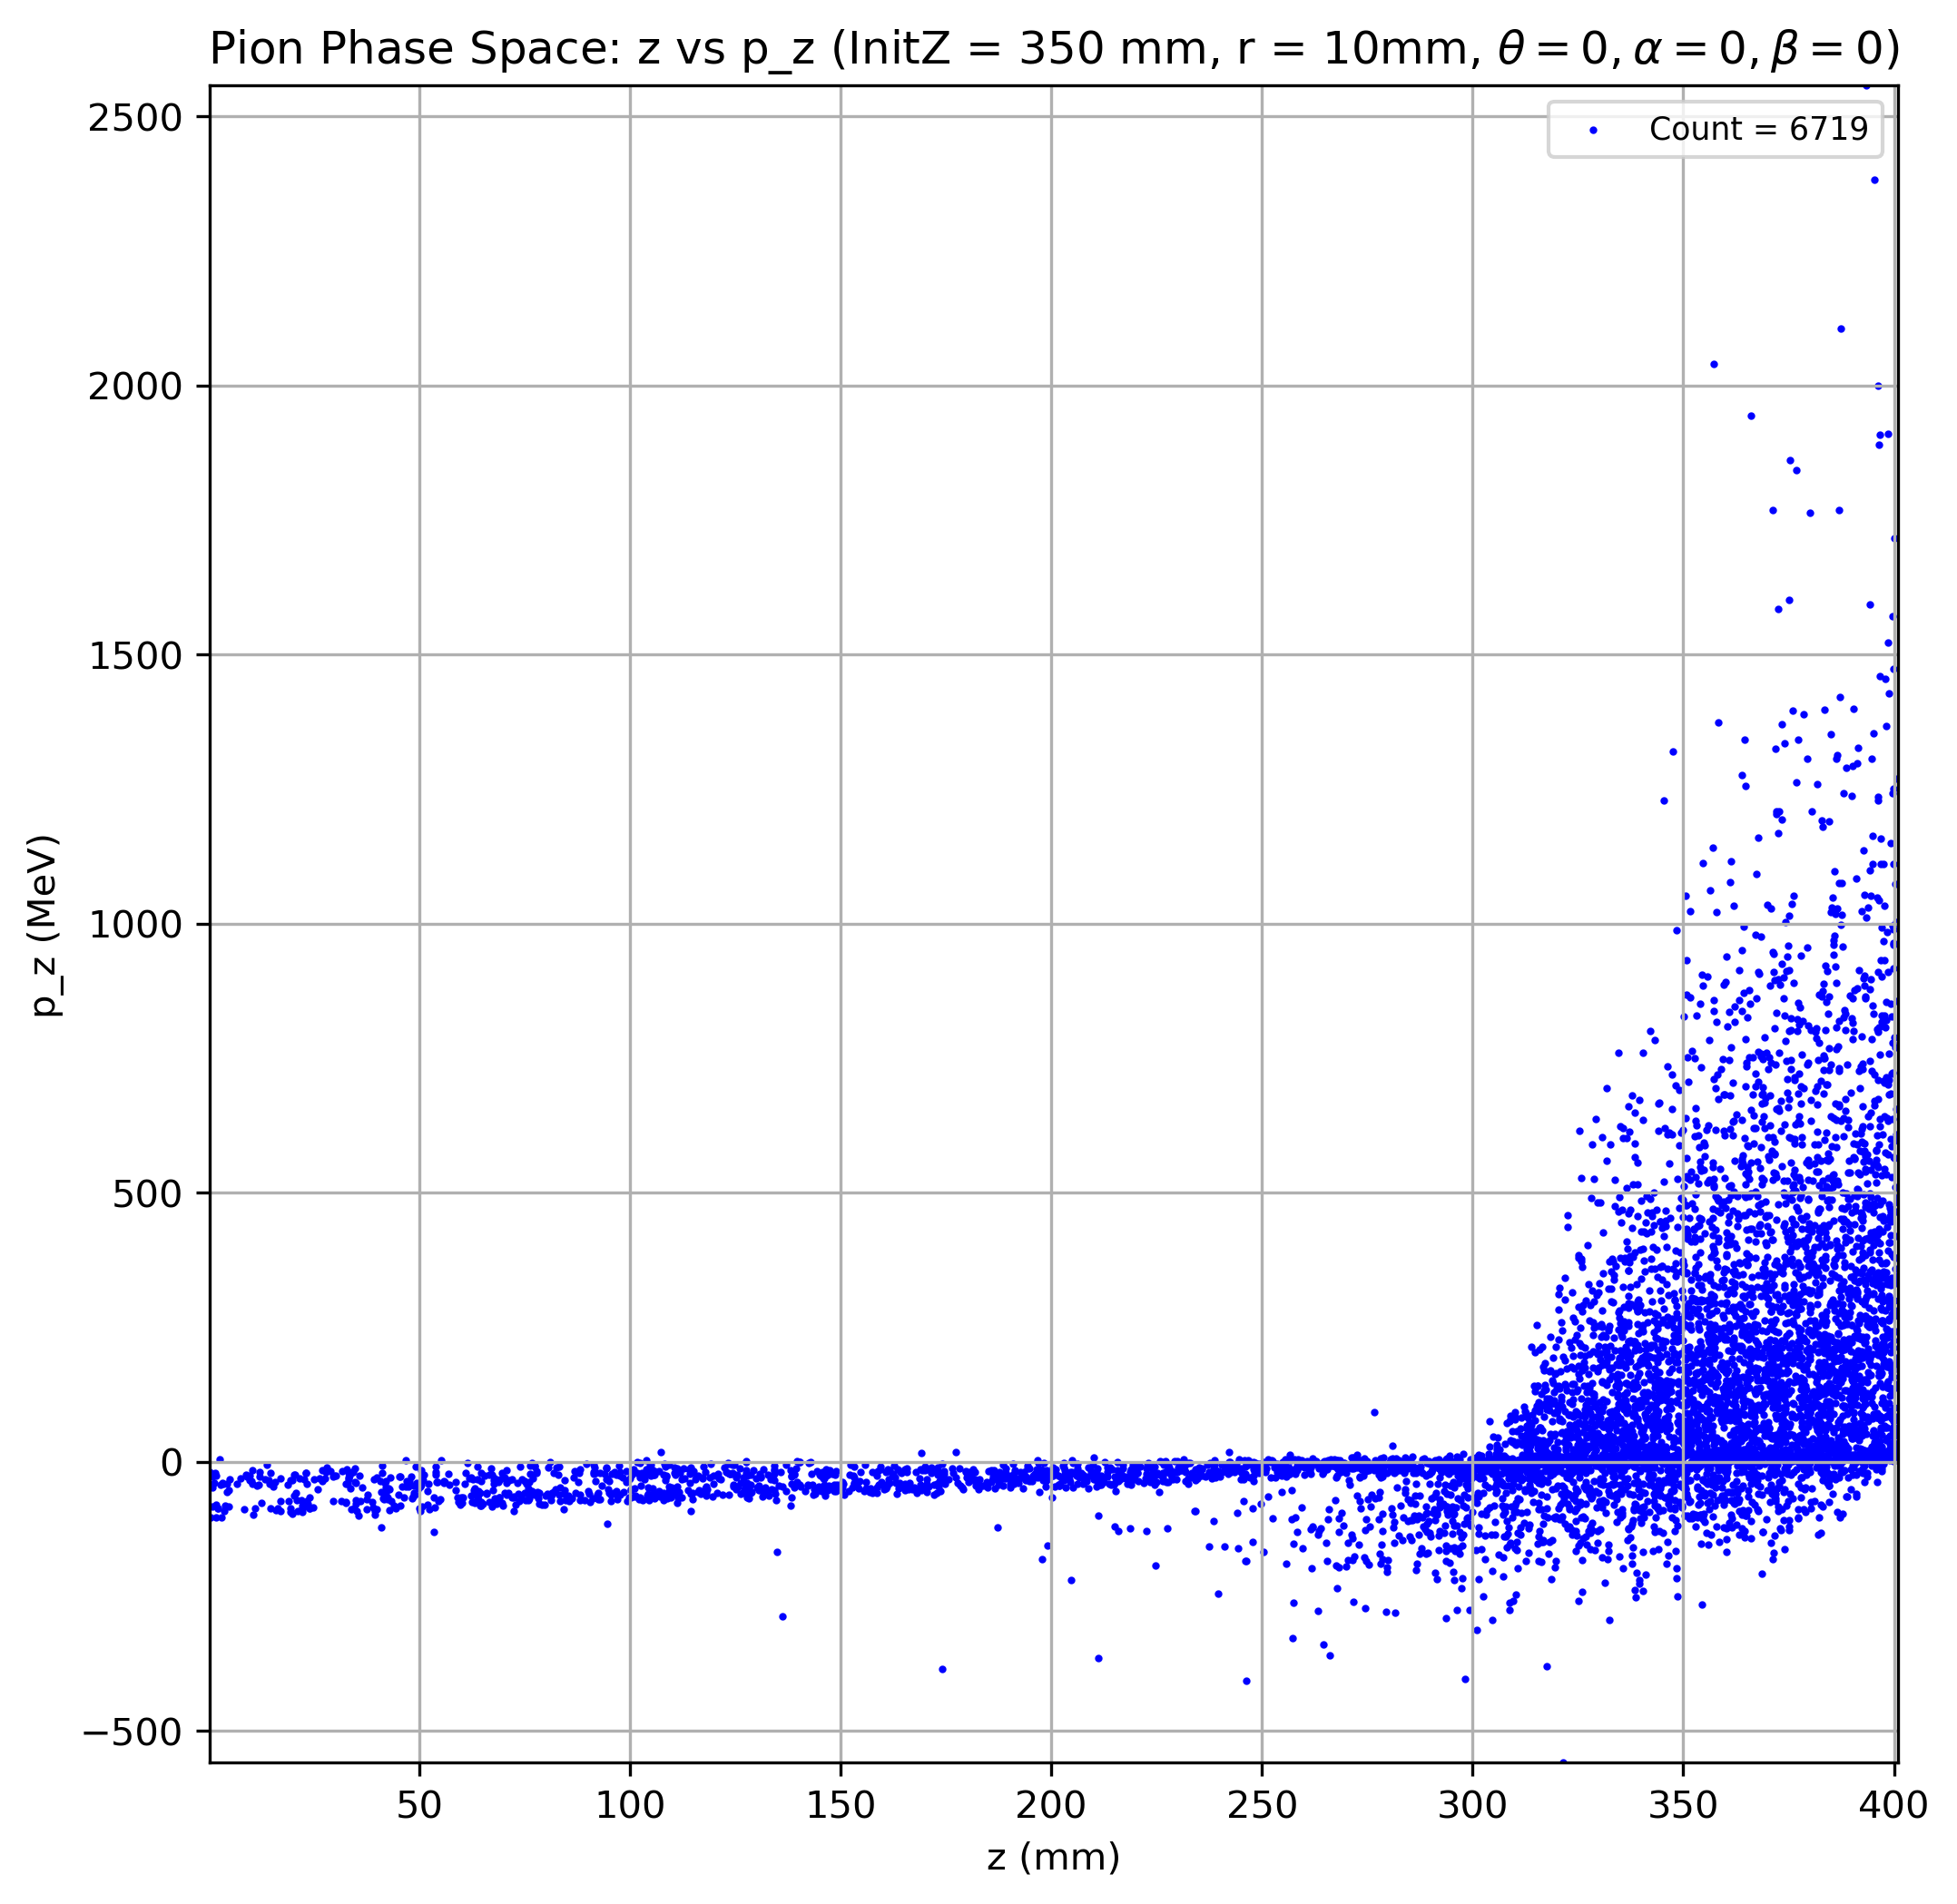 Pion Phase Space: z vs p_z (InitZ = 350 mm, r = 10mm, θ = 0, α = 0, β = 0)
Count = 6719
2500
2000
1500
1000
500
0
−500
p_z (MeV)
50 100 150 200 250 300 350 400
z (mm)